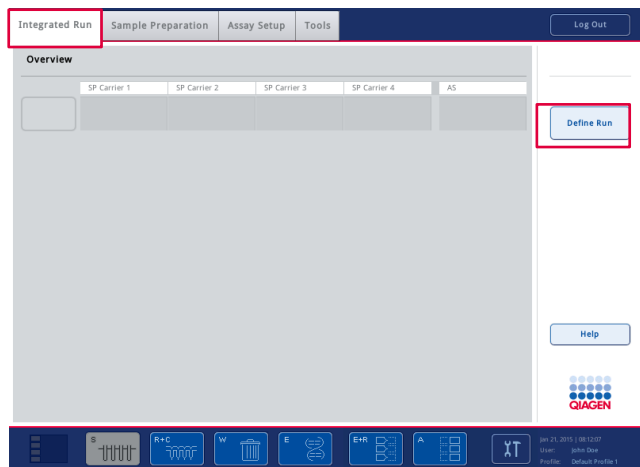 Integrated Run Sample Preparation Assay Setup Tools Log Out
Overview
SP Carrier 1 SP Carrier 2 SP Carrier 3 SP Carrier 4 AS
Define Run
Help
QIAGEN
S R+C W E E+R A
Jan 21, 2015 | 08:12:07
User: John Doe
Profile: Default Profile 1